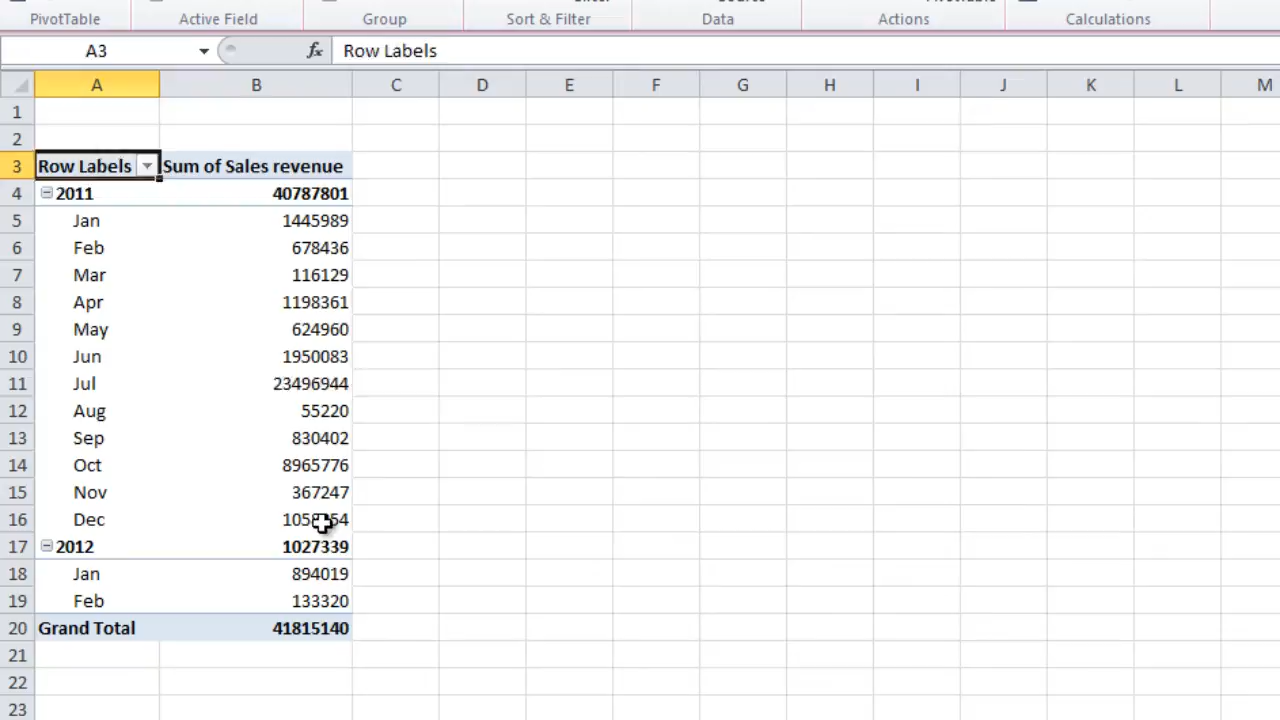 PivotTable Active Field Group Sort & Filter Data Actions Calculations
A3 fx Row Labels
A B C D E F G H I J K L M
1
2
3 Row Labels Sum of Sales revenue
4 2011 40787801
5 Jan 1445989
6 Feb 678436
7 Mar 116129
8 Apr 1198361
9 May 624960
10 Jun 1950083
11 Jul 23496944
12 Aug 55220
13 Sep 830402
14 Oct 8965776
15 Nov 367247
16 Dec
17 2012 1027339
18 Jan 894019
19 Feb 133320
20 Grand Total 41815140
21
22
23